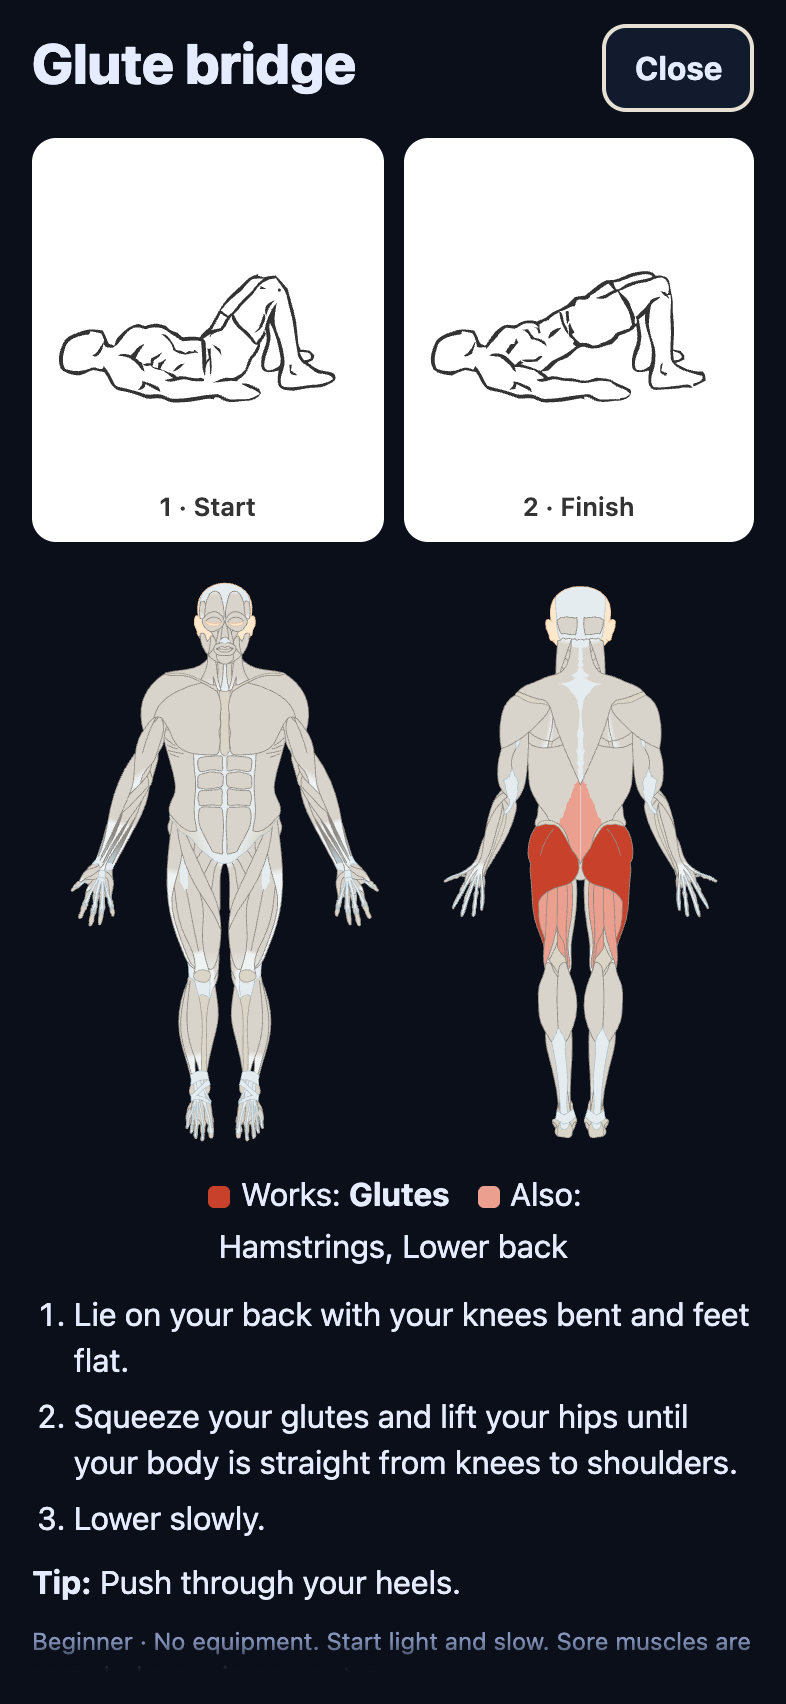 Glute bridge
Close
1 · Start
2 · Finish
Works: Glutes Also:
Hamstrings, Lower back
1. Lie on your back with your knees bent and feet
flat.
2. Squeeze your glutes and lift your hips until
your body is straight from knees to shoulders.
3. Lower slowly.
Tip: Push through your heels.
Beginner · No equipment. Start light and slow. Sore muscles are